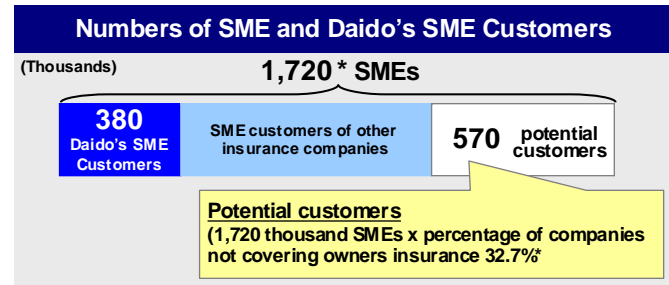 Numbers of SME and Daido's SME Customers
(Thousands)
1,720 * SMEs
380
Daido's SME
Customers
SME customers of other
insurance companies
570 potential
customers
Potential customers
(1,720 thousand SMEs x percentage of companies
not covering owners insurance 32.7%*